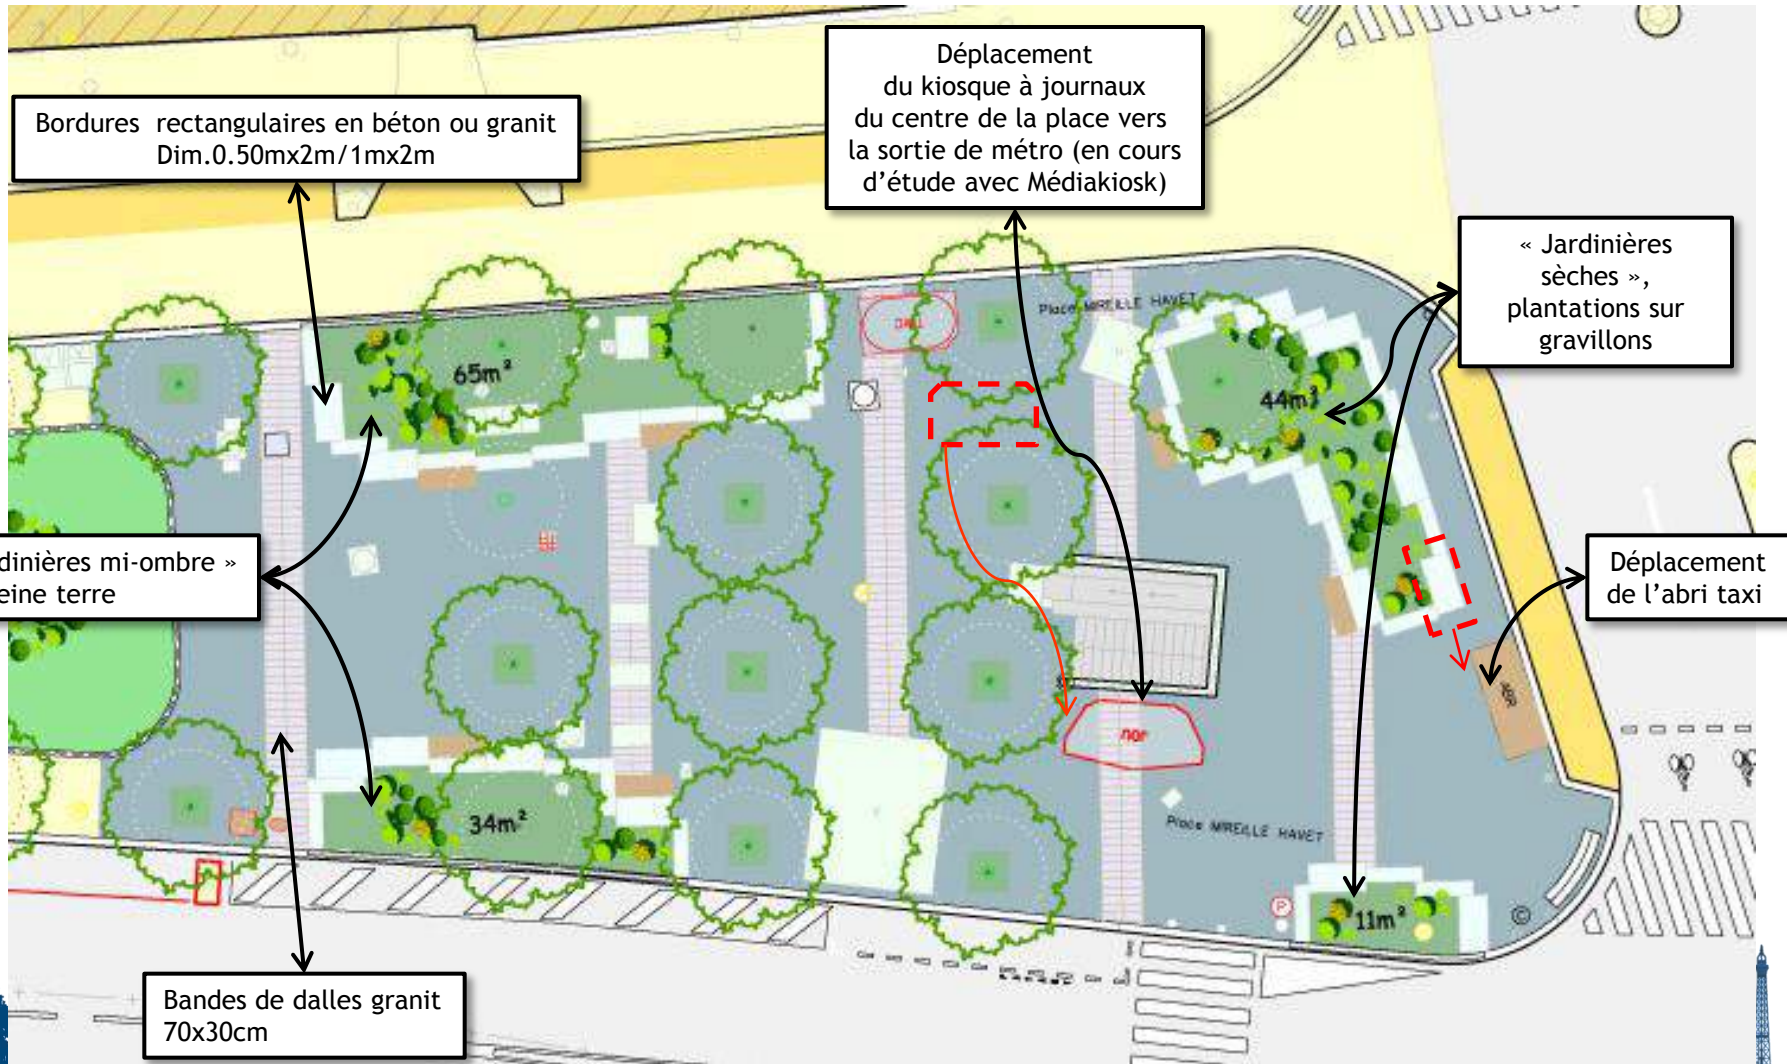 Déplacement
du kiosque à journaux
du centre de la place vers
la sortie de métro (en cours
d’étude avec Médiakiosk)
Bordures rectangulaires en béton ou granit
Dim.0.50mx2m/1mx2m
« Jardinières
sèches »,
plantations sur
gravillons
Place MIREILLE HAVET
65m²
44m²
dinières mi-ombre »
eine terre
Déplacement
de l’abri taxi
34m²
Place MIREILLE HAVET
P
11m²
©
Bandes de dalles granit
70x30cm